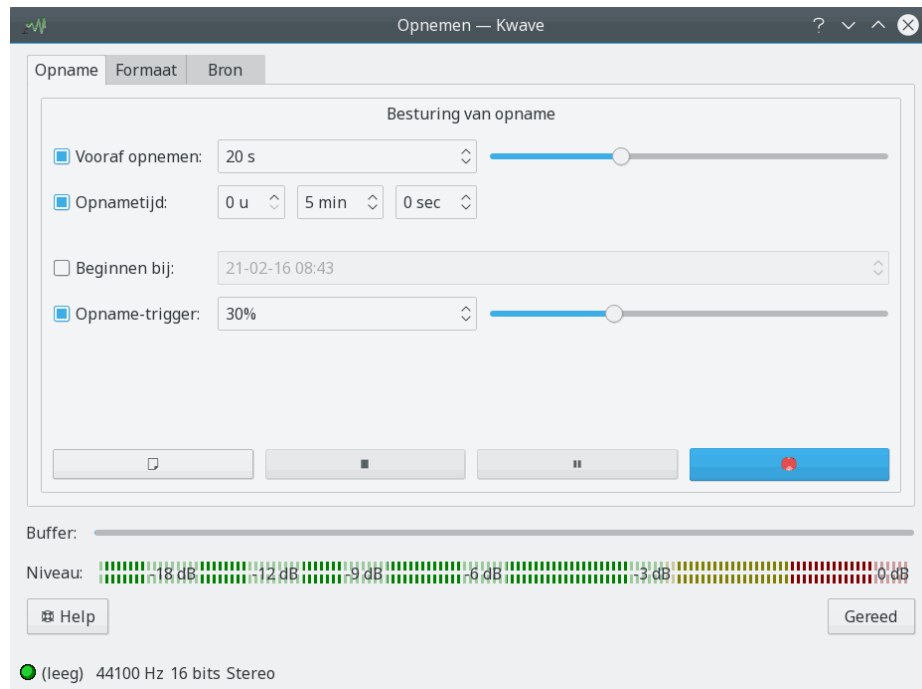 Opnemen — Kwave
Opname Formaat Bron
Besturing van opname
Vooraf opnemen: 20 s
Opnametijd: 0 u 5 min 0 sec
Beginnen bij: 21-02-16 08:43
Opname-trigger: 30%
Buffer:
Niveau: -18 dB -12 dB -9 dB -6 dB -3 dB 0 dB
Help Gereed
(leeg) 44100 Hz 16 bits Stereo